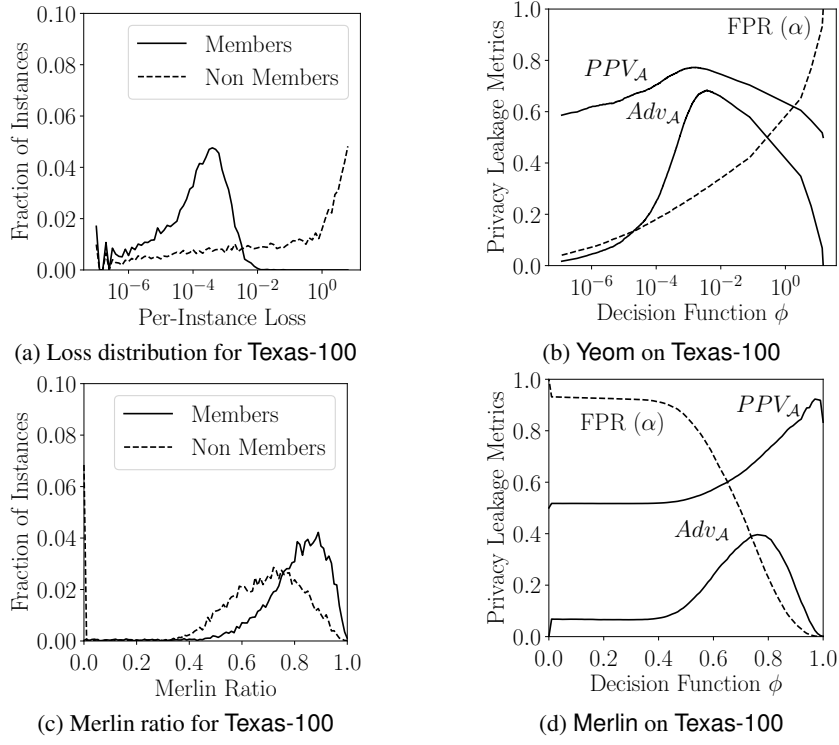 0.10
0.08
0.06
0.04
0.02
0.00
Fraction of Instances
Members
Non Members
10⁻⁶ 10⁻⁴ 10⁻² 10⁰
Per-Instance Loss
(a) Loss distribution for Texas-100
1.0
0.8
0.6
0.4
0.2
0.0
Privacy Leakage Metrics
FPR (α)
PPV_𝒜
Adv_𝒜
10⁻⁶ 10⁻⁴ 10⁻² 10⁰
Decision Function ϕ
(b) Yeom on Texas-100
0.10
0.08
0.06
0.04
0.02
0.00
Fraction of Instances
Members
Non Members
0.0 0.2 0.4 0.6 0.8 1.0
Merlin Ratio
(c) Merlin ratio for Texas-100
1.0
0.8
0.6
0.4
0.2
0.0
Privacy Leakage Metrics
PPV_𝒜
FPR (α)
Adv_𝒜
0.0 0.2 0.4 0.6 0.8 1.0
Decision Function ϕ
(d) Merlin on Texas-100